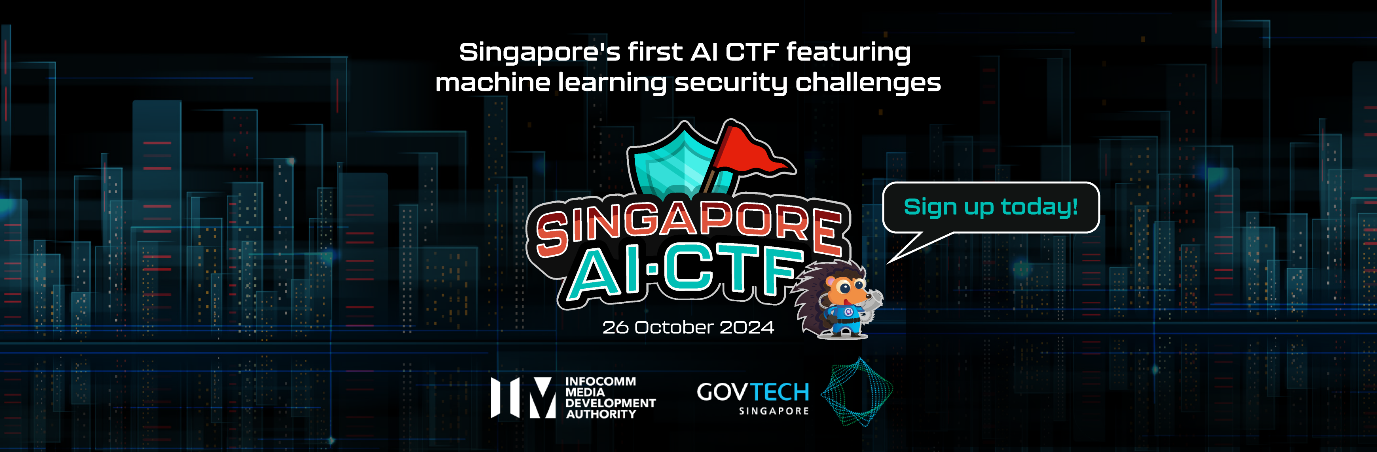 Singapore's first AI CTF featuring
machine learning security challenges
SINGAPORE
AI·CTF
Sign up today!
26 October 2024
INFOCOMM
MEDIA
DEVELOPMENT
AUTHORITY
GOVTECH
SINGAPORE